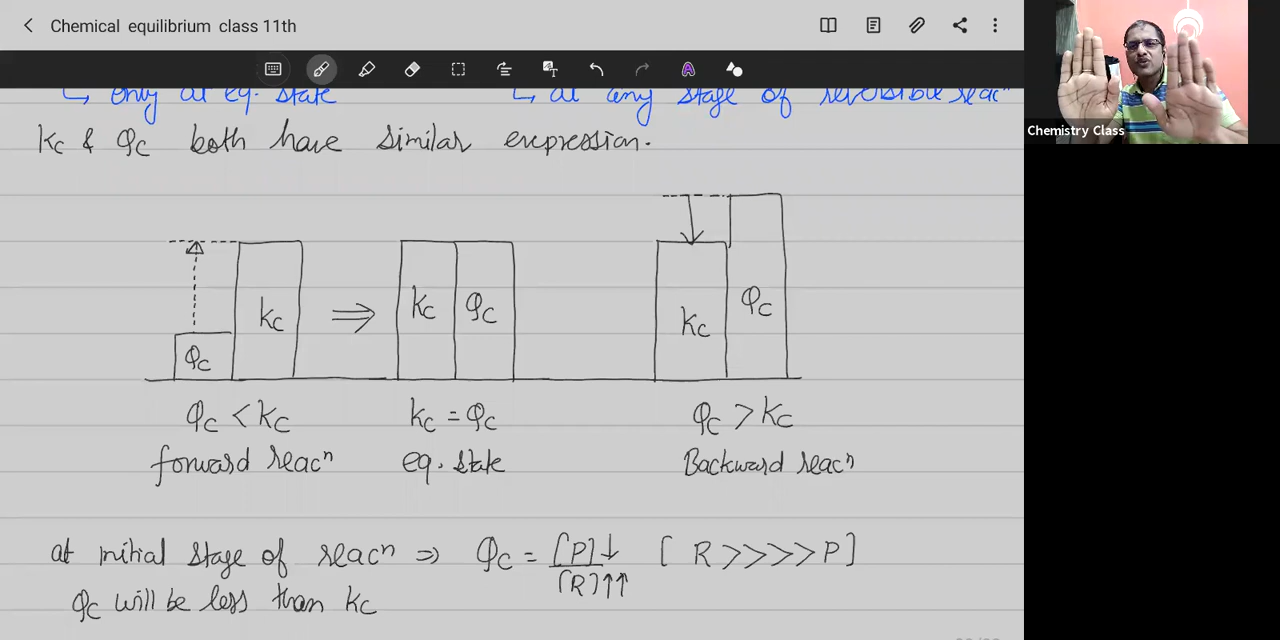 Chemical equilibrium class 11th
Chemistry Class
↳ only at eq. state
↳ at any stage of reversible reacⁿ
Kc & Qc both have similar expression.
Qc
Kc
⇒
Kc
Qc
Kc
Qc
Qc < Kc
Kc = Qc
Qc > Kc
forward reacⁿ
eq. state
Backward reacⁿ
at initial stage of reacⁿ ⇒ Qc = [P]↓ / [R]↑↑ [ R >>>> P ]
Qc will be less than Kc